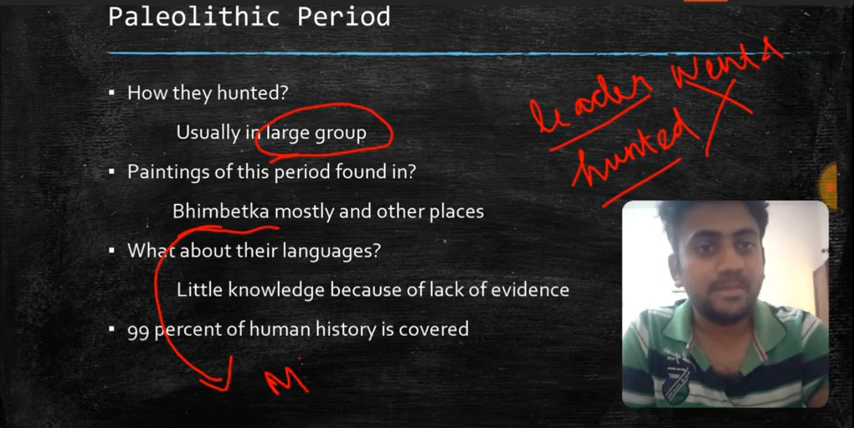 Paleolithic Period
▪ How they hunted?
Usually in large group
▪ Paintings of this period found in?
Bhimbetka mostly and other places
▪ What about their languages?
Little knowledge because of lack of evidence
▪ 99 percent of human history is covered
leader
hunted
M